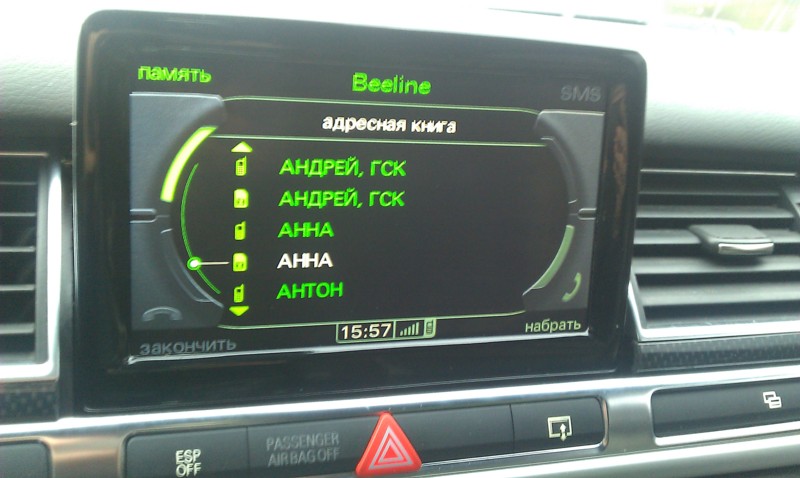 память
Beeline
SMS
адресная книга
АНДРЕЙ, ГСК
АНДРЕЙ, ГСК
АННА
АННА
АНТОН
15:57
закончить
набрать
ESP
OFF
PASSENGER
AIRBAG OFF